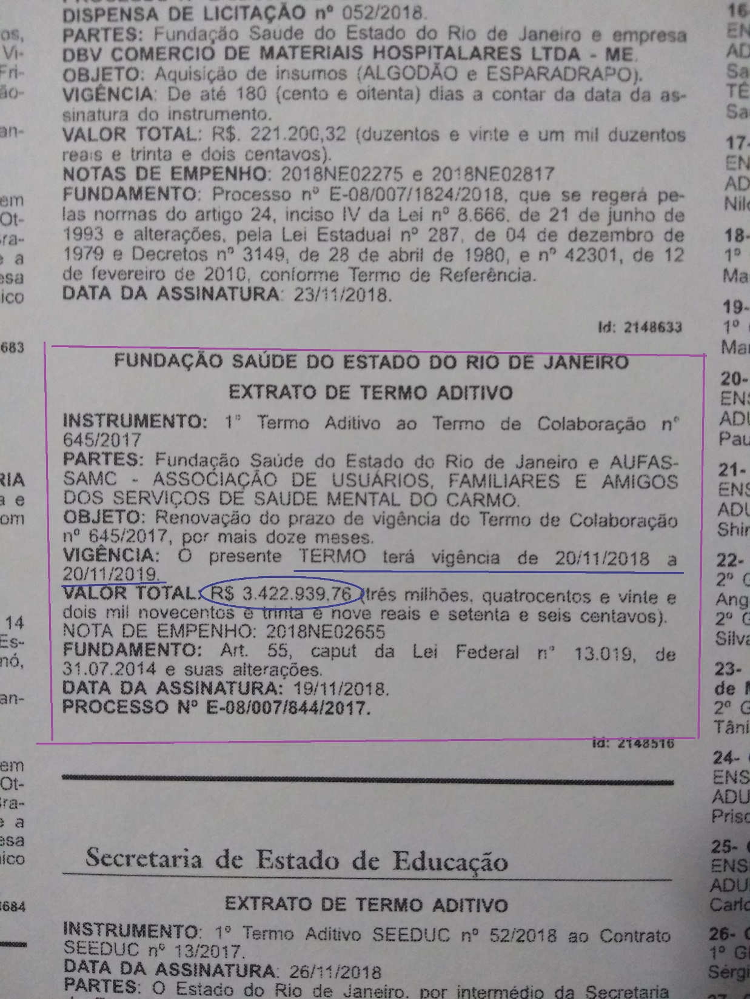 DISPENSA DE LICITAÇÃO nº 052/2018.
PARTES: Fundação Saúde do Estado do Rio de Janeiro e empresa
DBV COMERCIO DE MATERIAIS HOSPITALARES LTDA - ME.
OBJETO: Aquisição de insumos (ALGODÃO e ESPARADRAPO).
VIGÊNCIA: De até 180 (cento e oitenta) dias a contar da data da as-
sinatura do instrumento.
VALOR TOTAL: R$. 221.200,32 (duzentos e vinte e um mil duzentos
reais e trinta e dois centavos).
NOTAS DE EMPENHO: 2018NE02275 e 2018NE02817
FUNDAMENTO: Processo nº E-08/007/1824/2018, que se regerá pe-
las normas do artigo 24, inciso IV da Lei nº 8.666, de 21 de junho de
1993 e alterações, pela Lei Estadual nº 287, de 04 de dezembro de
1979 e Decretos nº 3149, de 28 de abril de 1980, e nº 42301, de 12
de fevereiro de 2010, conforme Termo de Referência.
DATA DA ASSINATURA: 23/11/2018.
Id: 2148633
FUNDAÇÃO SAÚDE DO ESTADO DO RIO DE JANEIRO
EXTRATO DE TERMO ADITIVO
INSTRUMENTO: 1º Termo Aditivo ao Termo de Colaboração nº
645/2017
PARTES: Fundação Saúde do Estado do Rio de Janeiro e AUFAS-
SAMC - ASSOCIAÇÃO DE USUÁRIOS, FAMILIARES E AMIGOS
DOS SERVIÇOS DE SAUDE MENTAL DO CARMO.
OBJETO: Renovação do prazo de vigência do Termo de Colaboração
nº 645/2017, por mais doze meses.
VIGÊNCIA: O presente TERMO terá vigência de 20/11/2018 a
20/11/2019.
VALOR TOTAL: R$ 3.422.939,76 (três milhões, quatrocentos e vinte e
dois mil novecentos e trinta e nove reais e setenta e seis centavos).
NOTA DE EMPENHO: 2018NE02655
FUNDAMENTO: Art. 55, caput da Lei Federal nº 13.019, de
31.07.2014 e suas alterações.
DATA DA ASSINATURA: 19/11/2018.
PROCESSO Nº E-08/007/644/2017.
Id: 2148516
Secretaria de Estado de Educação
EXTRATO DE TERMO ADITIVO
INSTRUMENTO: 1º Termo Aditivo SEEDUC nº 52/2018 ao Contrato
SEEDUC nº 13/2017.
DATA DA ASSINATURA: 26/11/2018
PARTES: O Estado do Rio de Janeiro, por intermédio da Secretaria